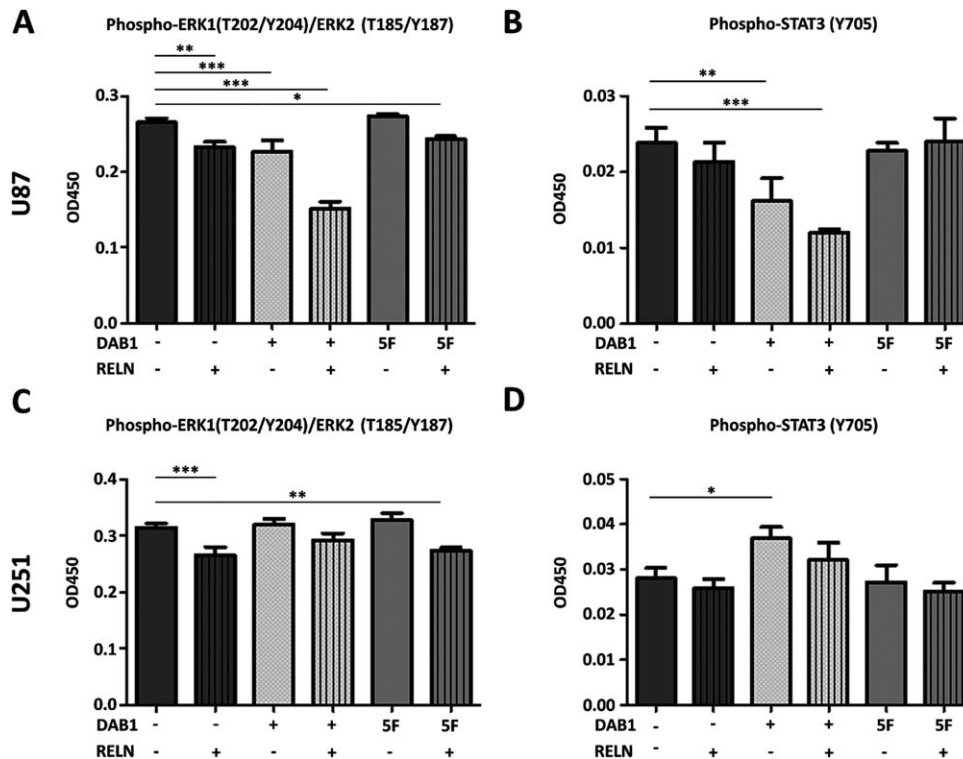 A
Phospho-ERK1(T202/Y204)/ERK2 (T185/Y187)
**
***
***
*
U87
OD450
0.3
0.2
0.1
0.0
DAB1 - - + + 5F 5F
RELN - + - + - +
B
Phospho-STAT3 (Y705)
**
***
OD450
0.03
0.02
0.01
0.00
DAB1 - - + + 5F 5F
RELN - + - + - +
C
Phospho-ERK1(T202/Y204)/ERK2 (T185/Y187)
***
**
U251
OD450
0.4
0.3
0.2
0.1
0.0
DAB1 - - + + 5F 5F
RELN - + - + - +
D
Phospho-STAT3 (Y705)
*
OD450
0.05
0.04
0.03
0.02
0.01
0.00
DAB1 - - + + 5F 5F
RELN - + - + - +